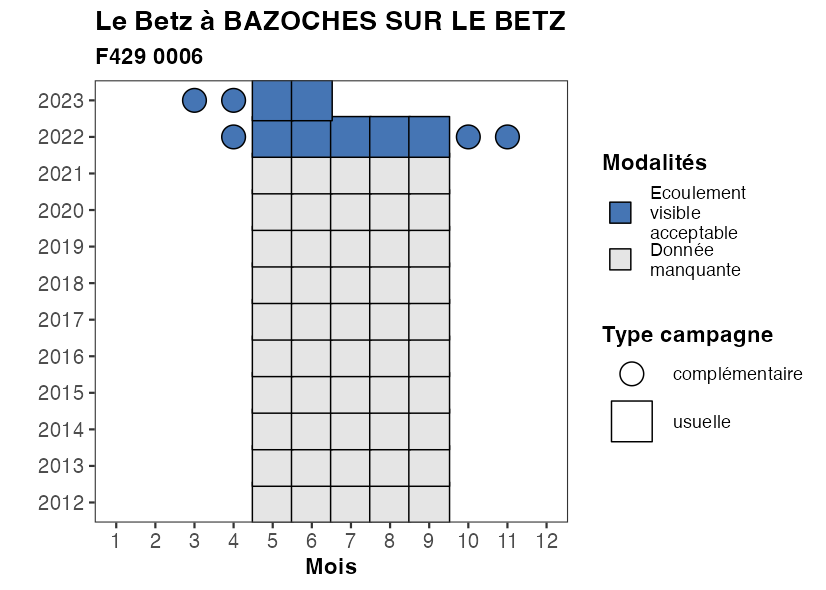 Le Betz à BAZOCHES SUR LE BETZ
F429 0006
2023
2022
2021
2020
2019
2018
2017
2016
2015
2014
2013
2012
1 2 3 4 5 6 7 8 9 10 11 12
Mois
Modalités
Ecoulement
visible
acceptable
Donnée
manquante
Type campagne
complémentaire
usuelle